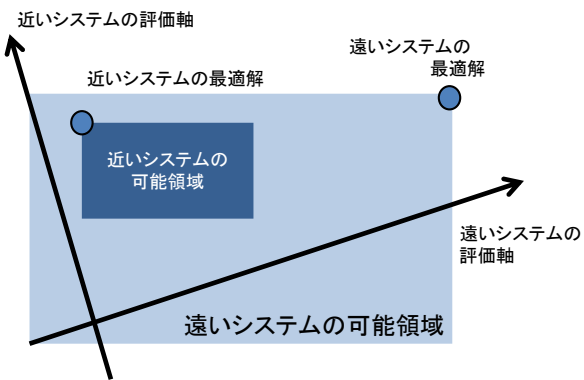 近いシステムの評価軸
遠いシステムの
最適解
近いシステムの最適解
近いシステムの
可能領域
遠いシステムの
評価軸
遠いシステムの可能領域